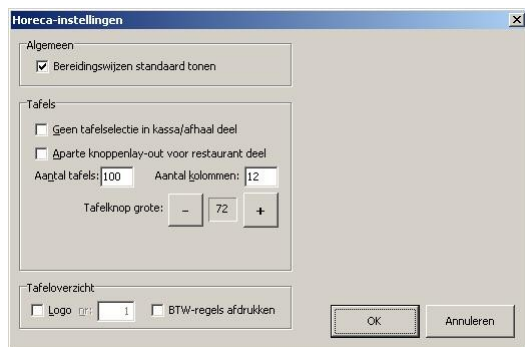 Horeca-instellingen
Algemeen
Bereidingswijzen standaard tonen
Tafels
Geen tafelselectie in kassa/afhaal deel
Aparte knoppenlay-out voor restaurant deel
Aantal tafels: 100 Aantal kolommen: 12
Tafelknop grote: - 72 +
Tafeloverzicht
Logo nr: 1 BTW-regels afdrukken
OK Annuleren